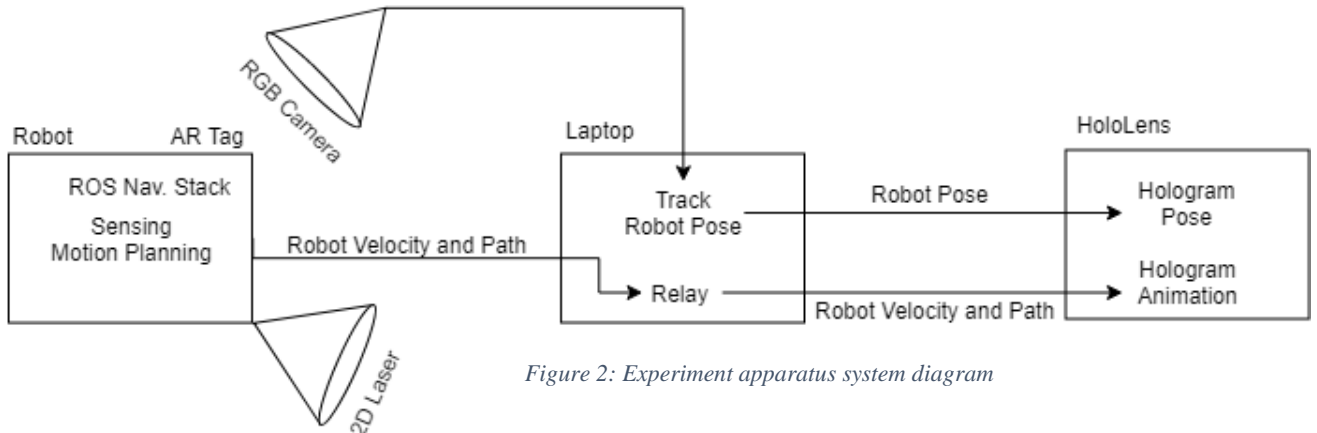 RGB Camera
Robot
AR Tag
ROS Nav. Stack
Sensing
Motion Planning
2D Laser
Robot Velocity and Path
Laptop
Track
Robot Pose
Relay
Robot Pose
Robot Velocity and Path
HoloLens
Hologram
Pose
Hologram
Animation
Figure 2: Experiment apparatus system diagram